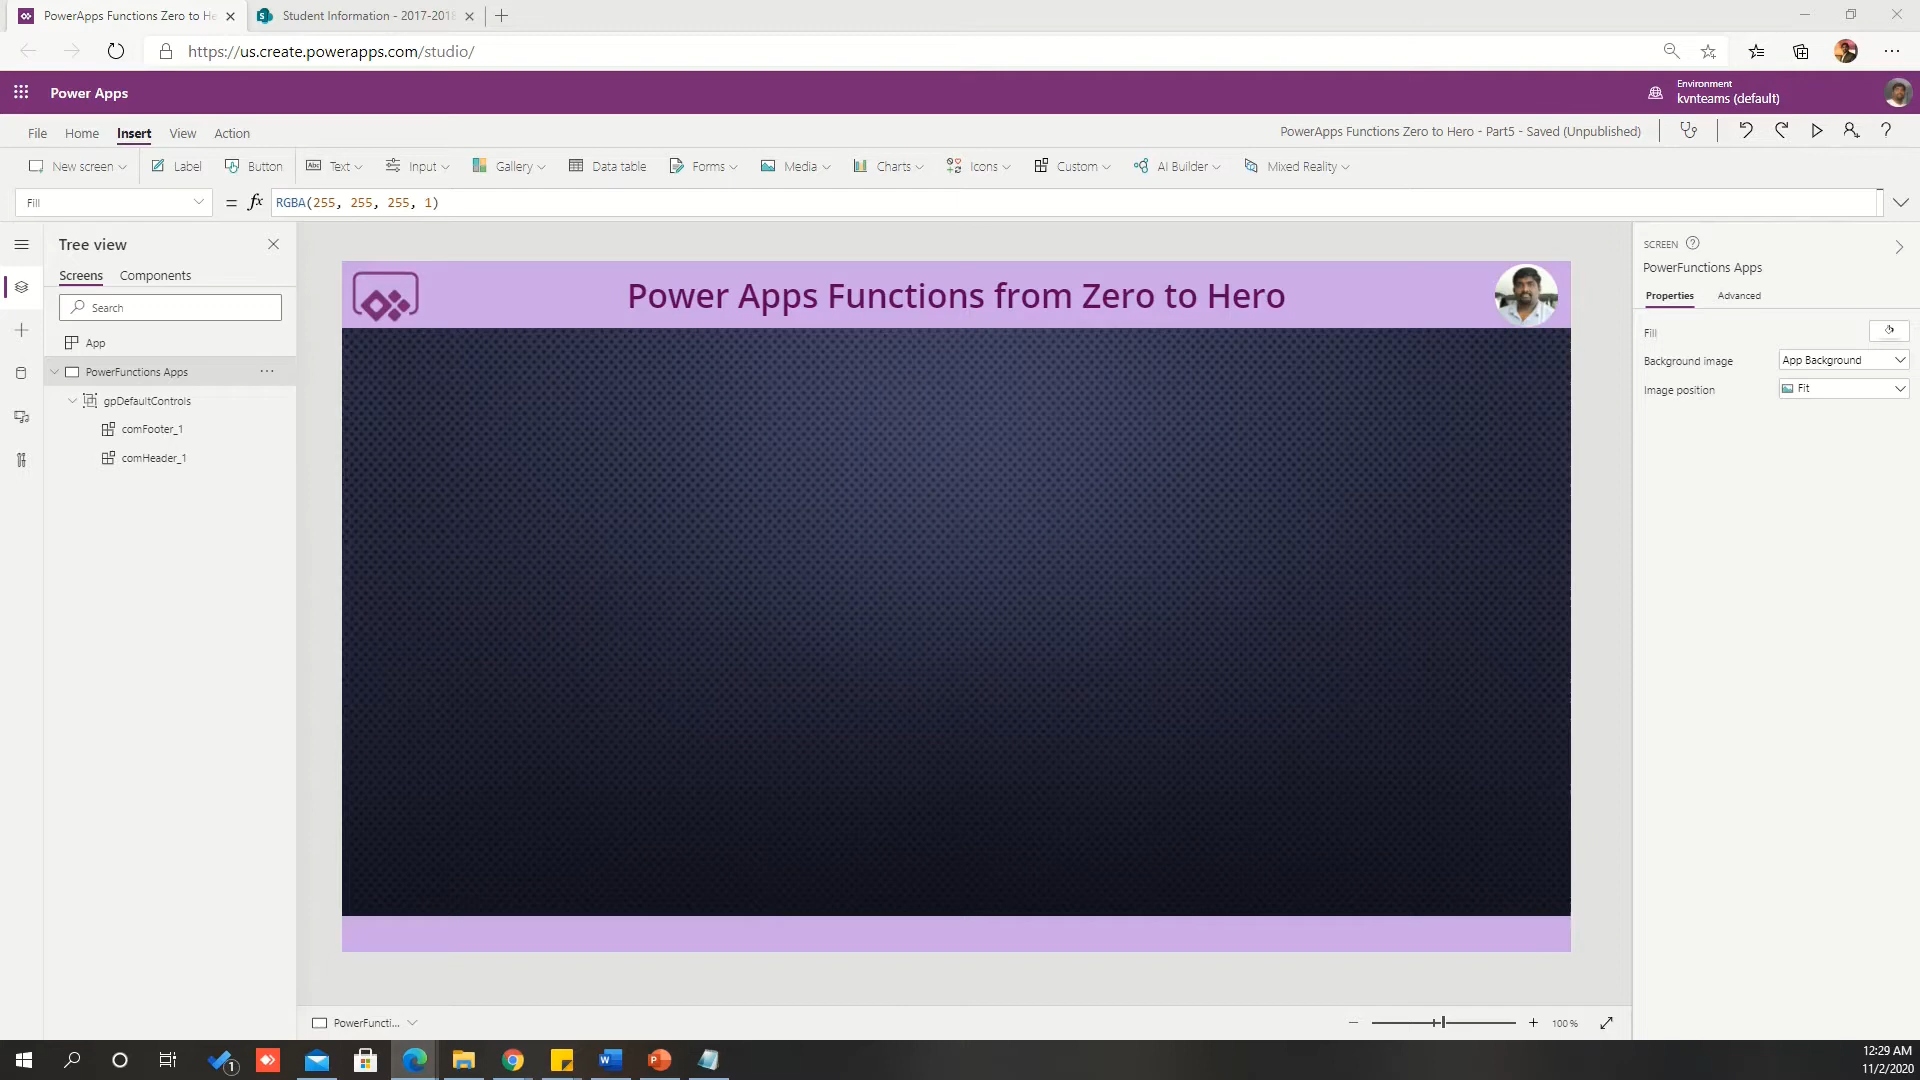 PowerApps Functions Zero to He
Student Information - 2017-2018
https://us.create.powerapps.com/studio/
Power Apps
Environment
kvnteams (default)
File Home Insert View Action
PowerApps Functions Zero to Hero - Part5 - Saved (Unpublished)
New screen Label Button Text Input Gallery Data table Forms Media Charts Icons Custom AI Builder Mixed Reality
Fill = fx RGBA(255, 255, 255, 1)
Tree view
Screens Components
Search
App
PowerFunctions Apps
gpDefaultControls
comFooter_1
comHeader_1
Power Apps Functions from Zero to Hero
SCREEN
PowerFunctions Apps
Properties Advanced
Fill
Background image App Background
Image position Fit
PowerFuncti...
100 %
1
12:29 AM
11/2/2020